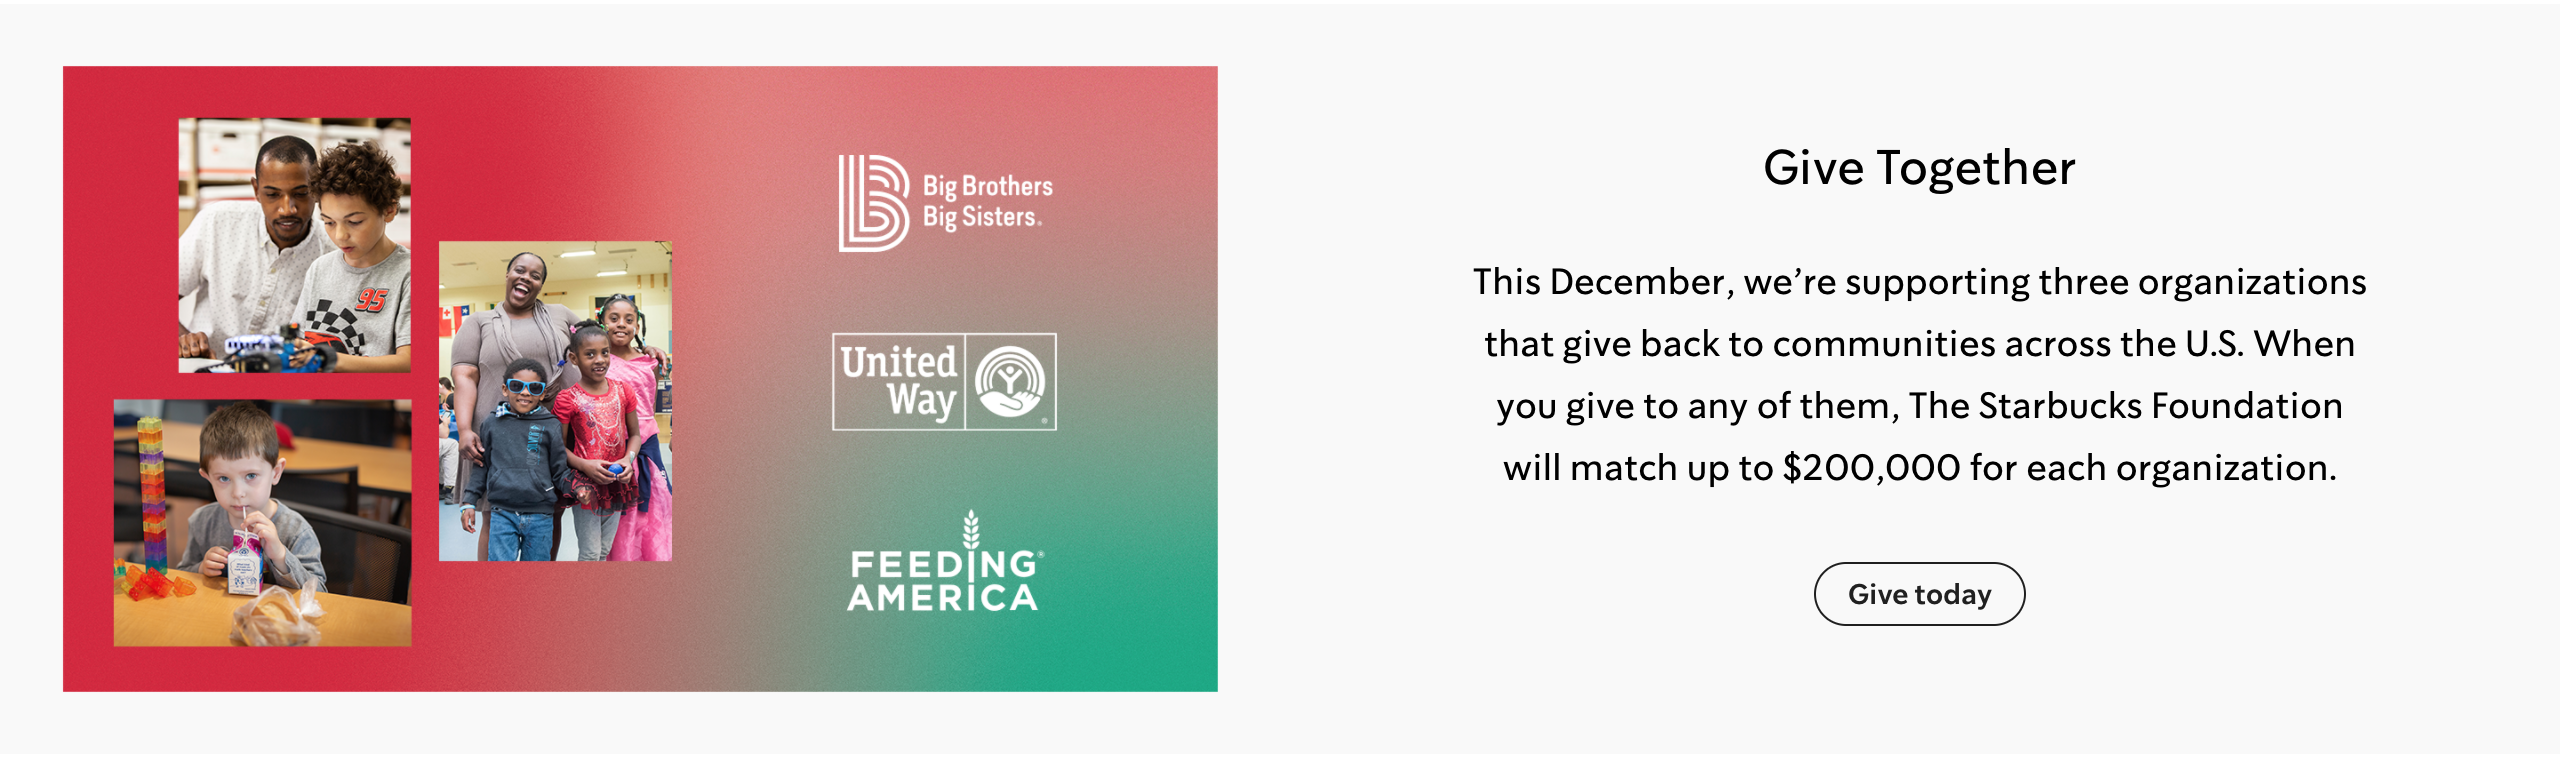 Big Brothers
Big Sisters.
United
Way
FEEDING
AMERICA
95
Give Together
This December, we’re supporting three organizations
that give back to communities across the U.S. When
you give to any of them, The Starbucks Foundation
will match up to $200,000 for each organization.
Give today